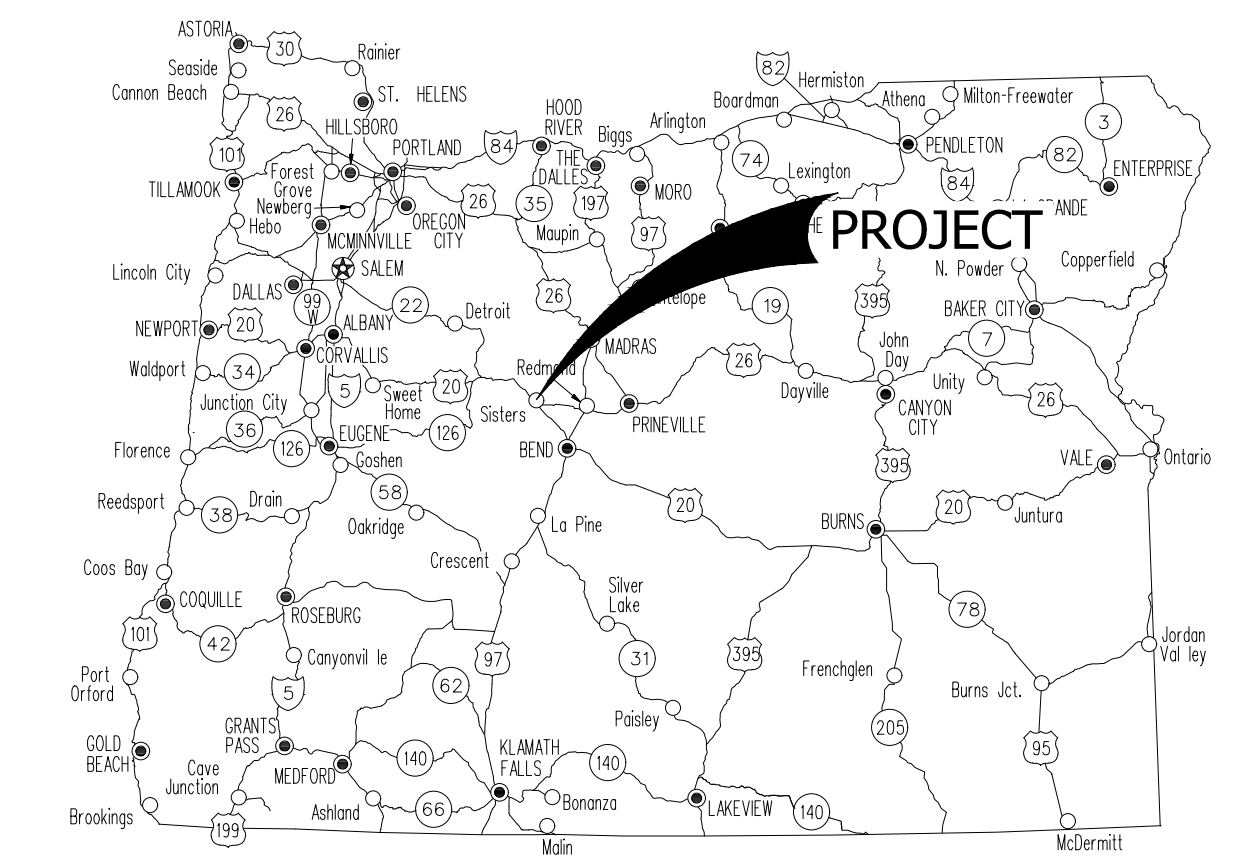 ASTORIA
30
Rainier
Seaside
Cannon Beach
ST. HELENS
26
HILLSBORO
101
PORTLAND
84
HOOD
RIVER
Biggs
Arlington
Boardman
82
Hermiston
Athena
Milton-Freewater
3
TILLAMOOK
Forest
Grove
Newberg
THE
DALLES
MORO
74
Lexington
PENDLETON
84
82
ENTERPRISE
26
35
197
97
OREGON
CITY
Hebo
MCMINNVILLE
Maupin
PROJECT
Lincoln City
SALEM
N. Powder
Copperfield
DALLAS
99
W
22
Detroit
26
19
395
BAKER CITY
NEWPORT
20
ALBANY
CORVALLIS
MADRAS
26
John
Day
7
Waldport
34
5
Sweet
Home
20
Redmond
Dayville
Unity
26
Junction City
36
Sisters
PRINEVILLE
CANYON
CITY
Florence
126
EUGENE
126
BEND
395
VALE
Ontario
Goshen
Reedsport
38
Drain
58
Oakridge
La Pine
20
BURNS
20
Juntura
Crescent
Coos Bay
COQUILLE
ROSEBURG
Silver
Lake
78
101
42
Canyonvil le
97
31
395
Jordan
Val ley
Port
Orford
5
62
Frenchglen
Burns Jct.
Paisley
GOLD
BEACH
GRANTS
PASS
MEDFORD
140
KLAMATH
FALLS
140
205
95
Cave
Junction
Brookings
Ashland
66
Bonanza
LAKEVIEW
140
199
Malin
McDermitt